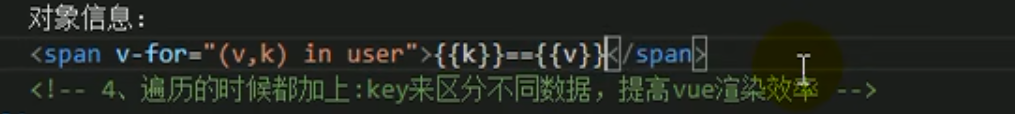 对象信息：
<span v-for="(v,k) in user">{{k}}=={{v}}</span>
<!-- 4、遍历的时候都加上:key来区分不同数据，提高vue渲染效率 -->